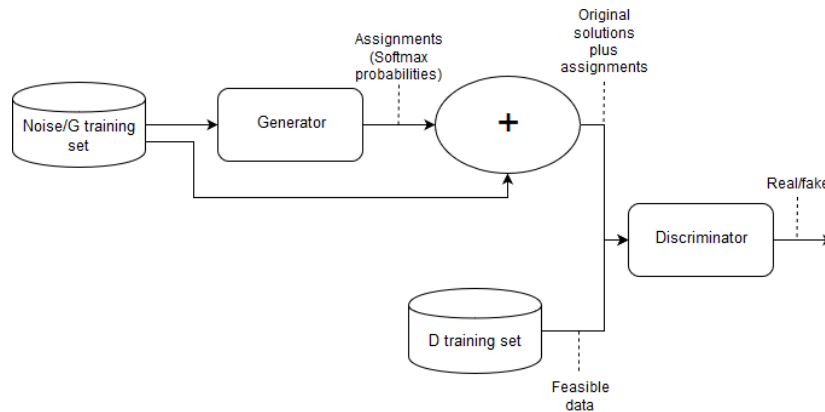 Original
solutions
plus
assignments
Assignments
(Softmax
probabilities)
Noise/G training
set
Generator
+
Real/fake
Discriminator
D training set
Feasible
data